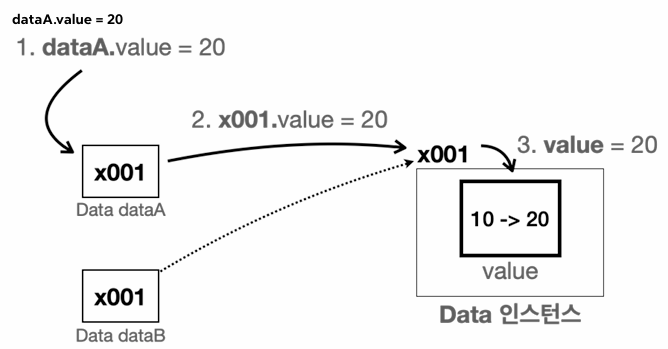 dataA.value = 20
1. dataA.value = 20
2. x001.value = 20
x001
3. value = 20
x001
Data dataA
10 -> 20
value
x001
Data dataB
Data 인스턴스